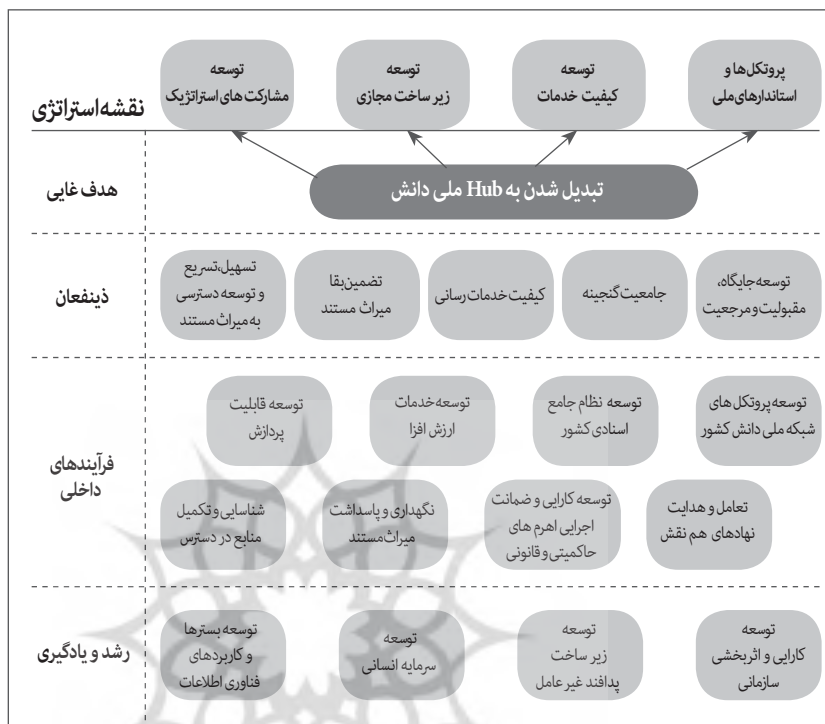 نقشه استراتژی
پروتکل‌ها و
استاندارهای ملی
توسعه
کیفیت خدمات
توسعه
زیر ساخت مجازی
توسعه
مشارکت های استراتژیک
هدف غایی
تبدیل شدن به Hub ملی دانش
ذینفعان
توسعه جایگاه،
مقبولیت و مرجعیت
جامعیت گنجینه
کیفیت خدمات رسانی
تضمین بقا
میراث مستند
تسهیل، تسریع
و توسعه دسترسی
به میراث مستند
فرآیندهای
داخلی
توسعه پروتکل های
شبکه ملی دانش کشور
توسعه نظام جامع
اسنادی کشور
توسعه خدمات
ارزش افزا
توسعه قابلیت
پردازش
تعامل و هدایت
نهادهای هم نقش
توسعه کارایی و ضمانت
اجرایی اهرم های
حاکمیتی و قانونی
نگهداری و پاسداشت
میراث مستند
شناسایی و تکمیل
منابع در دسترس
رشد و یادگیری
توسعه
کارایی و اثربخشی
سازمانی
توسعه
زیر ساخت
پدافند غیر عامل
توسعه
سرمایه انسانی
توسعه بسترها
و کاربردهای
فناوری اطلاعات